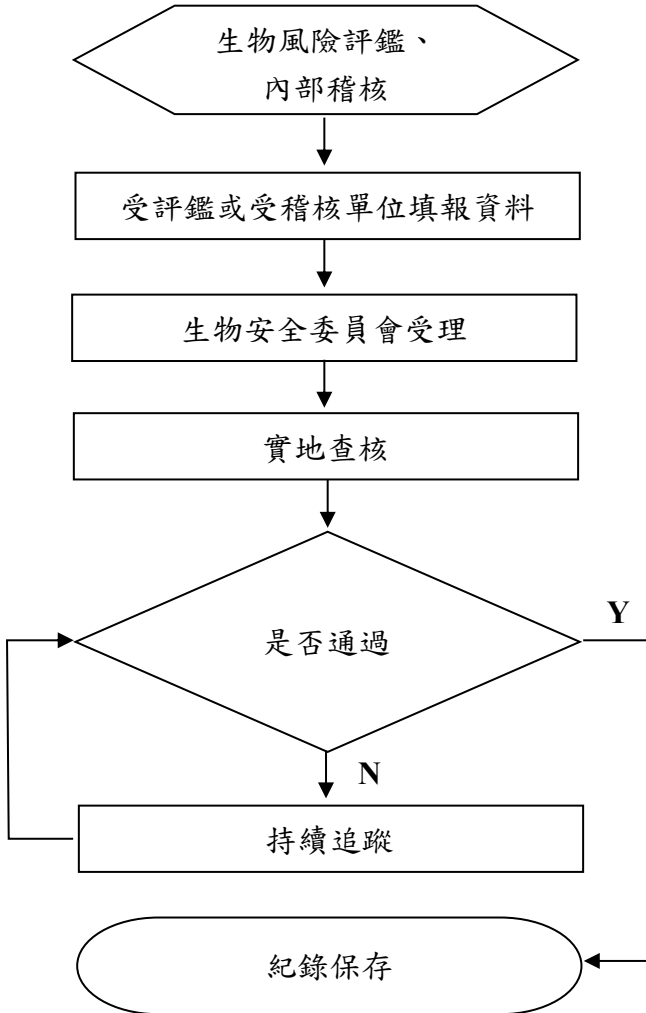 生物風險評鑑、
內部稽核
受評鑑或受稽核單位填報資料
生物安全委員會受理
實地查核
是否通過
Y
N
持續追蹤
紀錄保存